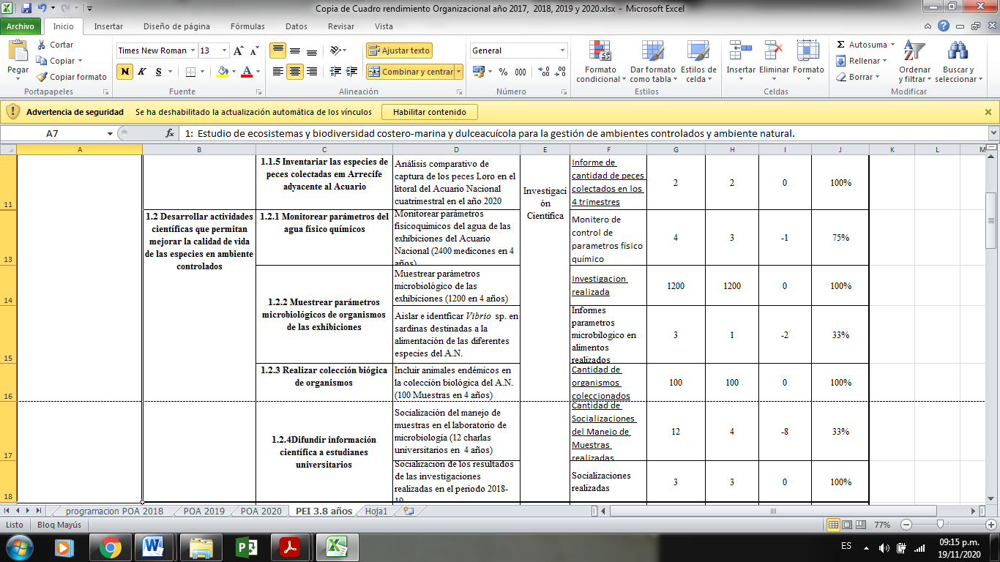 Copia de Cuadro rendimiento Organizacional año 2017,  2018, 2019 y 2020.xlsx  -  Microsoft Excel
Archivo Inicio Insertar Diseño de página Fórmulas Datos Revisar Vista
Pegar
Cortar
Copiar
Copiar formato
Portapapeles
Times New Roman 13
N K S
Fuente
Ajustar texto
Combinar y centrar
Alineación
General
% 000
Número
Formato condicional
Dar formato como tabla
Estilos de celda
Estilos
Insertar Eliminar Formato
Celdas
Σ Autosuma
Rellenar
Borrar
Ordenar y filtrar
Buscar y seleccionar
Modificar
Advertencia de seguridad Se ha deshabilitado la actualización automática de los vínculos Habilitar contenido
A7 fx 1:  Estudio de ecosistemas y biodiversidad costero-marina y dulceacuícola para la gestión de ambientes controlados y ambiente natural.
A B C D E F G H I J K L M
11
1.1.5 Inventariar las especies de
peces colectadas em Arrecife
adyacente al Acuario
Análisis comparativo de
captura de los peces Loro en el
litoral del Acuario Nacional
cuatrimestral en el año 2020
Investigaci
ón
Científica
Informe de
cantidad de peces
colectados en los
4 trimestres
2 2 0 100%
13
1.2 Desarrollar actividades
científicas que permitan
mejorar la calidad de vida
de las especies en ambiente
controlados
1.2.1 Monitorear parámetros del
agua físico químicos
Monitorear parámetros
físicoquimicos del agua de las
exhibiciones del Acuario
Nacional (2400 medicones en 4
años)
Monitero de
control de
parametros físico
químico
4 3 -1 75%
14
1.2.2 Muestrear parámetros
microbiológicos de organismos
de las exhibiciones
Muestrear parámetros
microbiológico de las
exhibiciones (1200 en 4 años)
Investigacion
realizada
1200 1200 0 100%
15
Aislar e identficar Vibrio  sp. en
sardinas destinadas a la
alimentación de las diferentes
especies del A.N.
Informes
parametros
microbilogico en
alimentos
realizados
3 1 -2 33%
16
1.2.3 Realizar colección biógica
de organismos
Incluir animales endémicos en
la colección biológica del A.N.
(100 Muestras en 4 años)
Cantidad de
organismos
coleccionados
100 100 0 100%
17
1.2.4Difundir información
científica a estudianes
universitarios
Socialización del manejo de
muestras en el laboratorio de
microbiología (12 charlas
universitarios en  4 años)
Cantidad de
Socializaciones
del Manejo de
Muestras
realizadas
12 4 -8 33%
18
Socialización de los resultados
de las investigaciones
realizadas en el periodo 2018-
19
Socializaciones
realizadas
3 3 0 100%
programacion POA 2018 POA 2019 POA 2020 PEI 3.8 años Hoja1
Listo Bloq Mayús 77%
ES 09:15 p.m.
19/11/2020